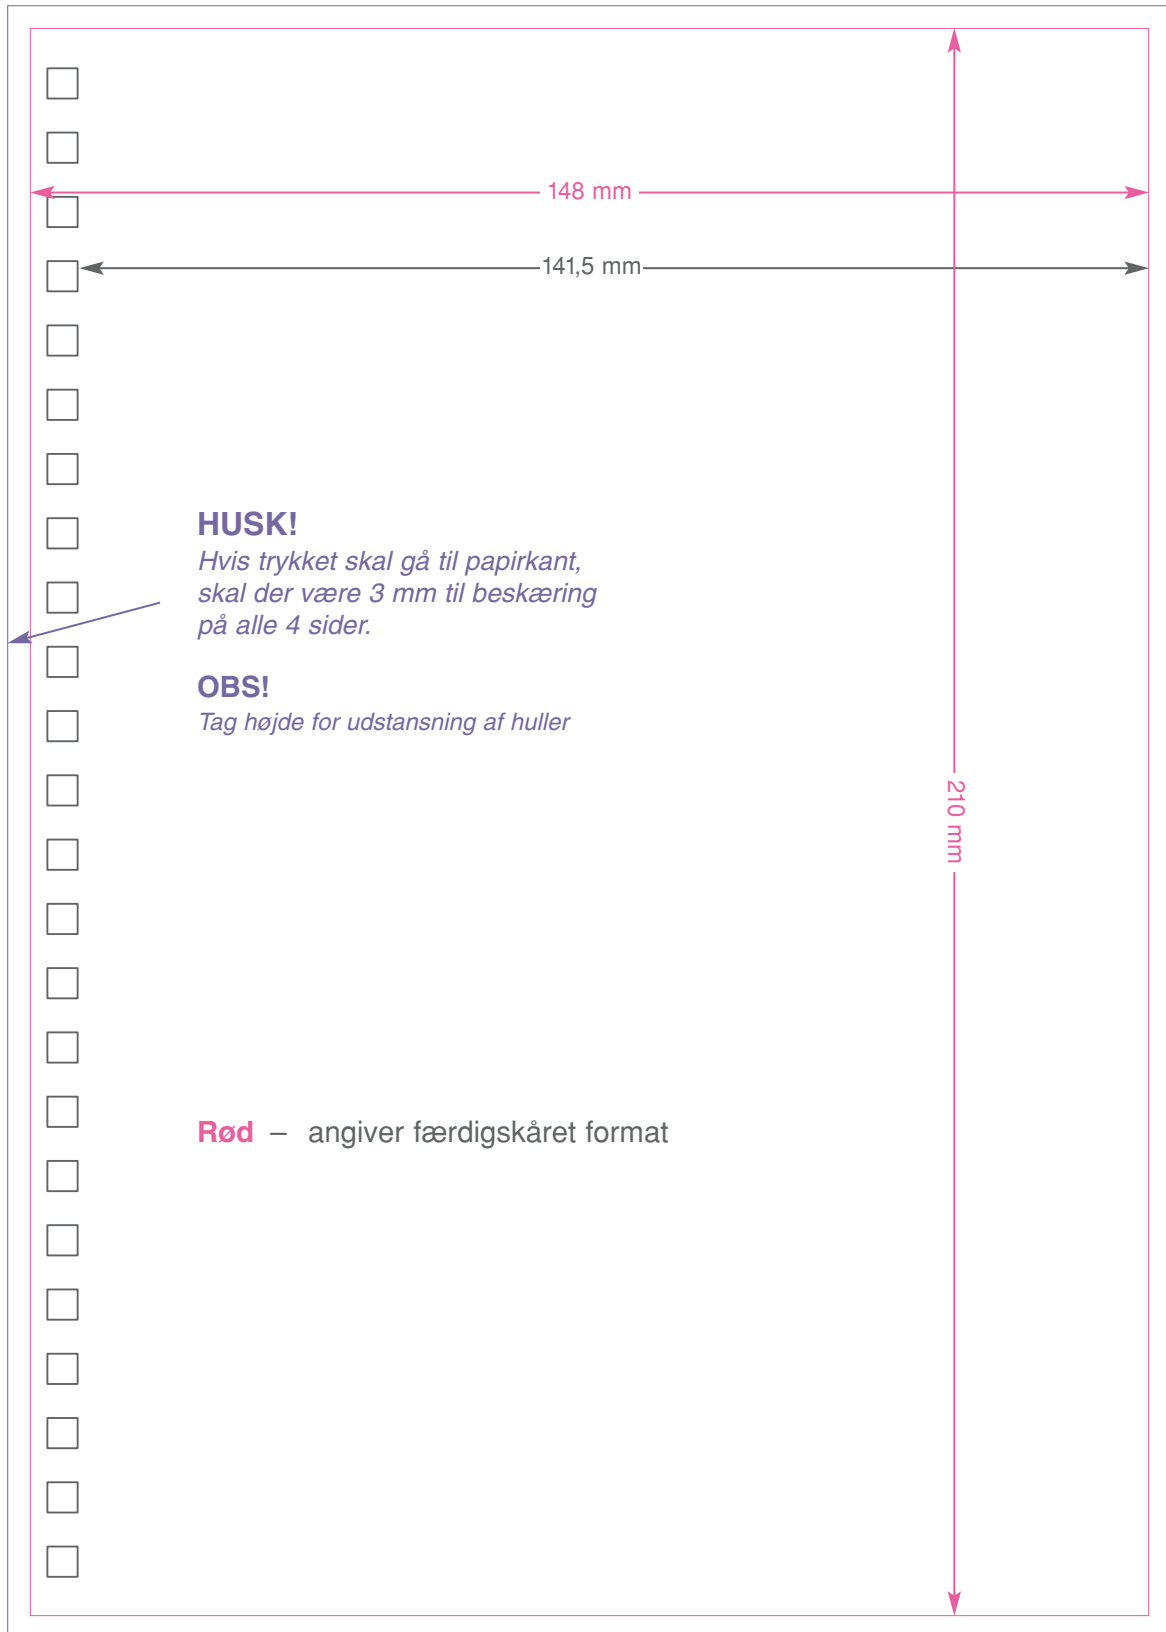 148 mm
141,5 mm
HUSK!
Hvis trykket skal gå til papirkant,
skal der være 3 mm til beskæring
på alle 4 sider.
OBS!
Tag højde for udstansning af huller
210 mm
Rød – angiver færdigskåret format